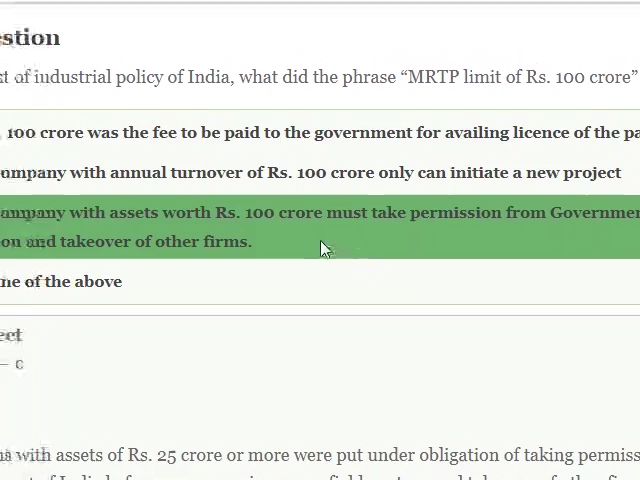 stion
of industrial policy of India, what did the phrase “MRTP limit of Rs. 100 crore”
100 crore was the fee to be paid to the government for availing licence of the pa
ompany with annual turnover of Rs. 100 crore only can initiate a new project
ompany with assets worth Rs. 100 crore must take permission from Governmen
on and takeover of other firms.
ne of the above
ect
– c
with assets of Rs. 25 crore or more were put under obligation of taking permiss